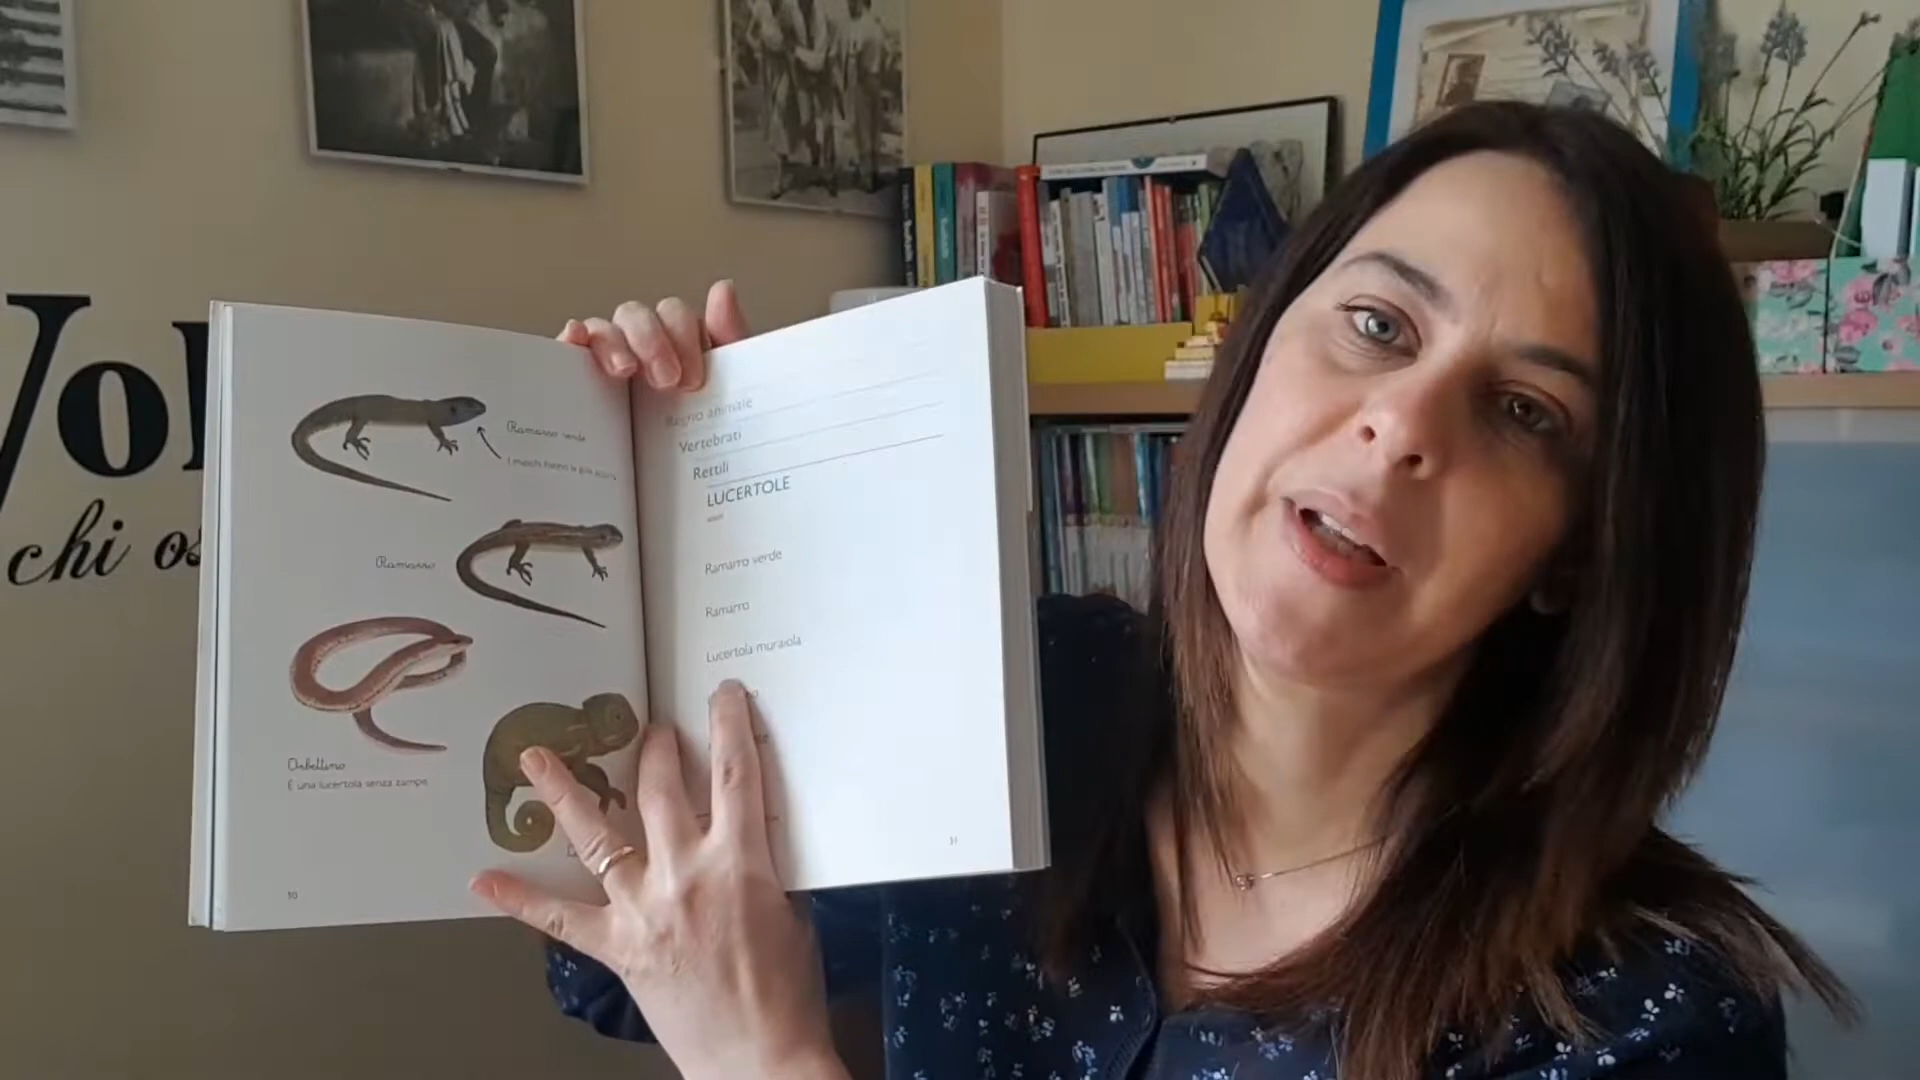 Vol
chi os
Ramarro verde
I maschi hanno la gola azzurra
Ramarro
Orbettino
È una lucertola senza zampe
30
Regno animale
Vertebrati
Rettili
LUCERTOLE
Ramarro verde
Ramarro
Lucertola muraiola
31